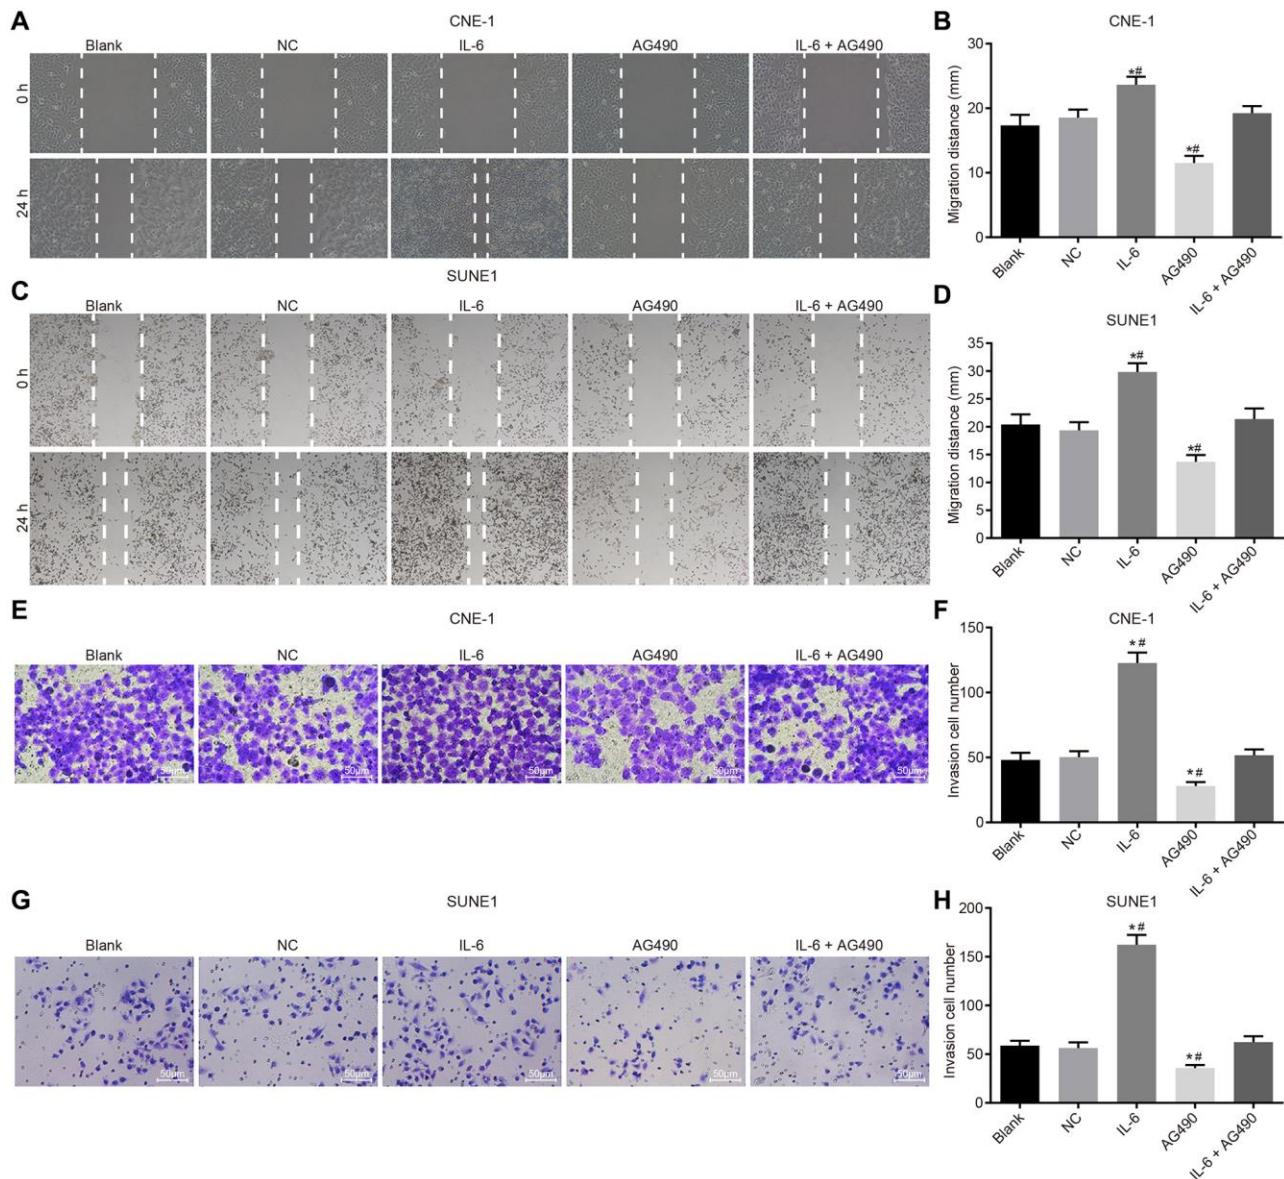 A
CNE-1
Blank
NC
IL-6
AG490
IL-6 + AG490
0 h
24 h
B
CNE-1
Migration distance (mm)
30
20
10
0
*#
*#
Blank
NC
IL-6
AG490
IL-6 + AG490
C
SUNE1
Blank
NC
IL-6
AG490
IL-6 + AG490
0 h
24 h
D
SUNE1
Migration distance (mm)
35
30
25
20
15
10
5
0
*#
*#
Blank
NC
IL-6
AG490
IL-6 + AG490
E
CNE-1
Blank
NC
IL-6
AG490
IL-6 + AG490
50μm
50μm
50μm
50μm
50μm
F
CNE-1
Invasion cell number
150
100
50
0
*#
*#
Blank
NC
IL-6
AG490
IL-6 + AG490
G
SUNE1
Blank
NC
IL-6
AG490
IL-6 + AG490
50μm
50μm
50μm
50μm
50μm
H
SUNE1
Invasion cell number
200
150
100
50
0
*#
*#
Blank
NC
IL-6
AG490
IL-6 + AG490